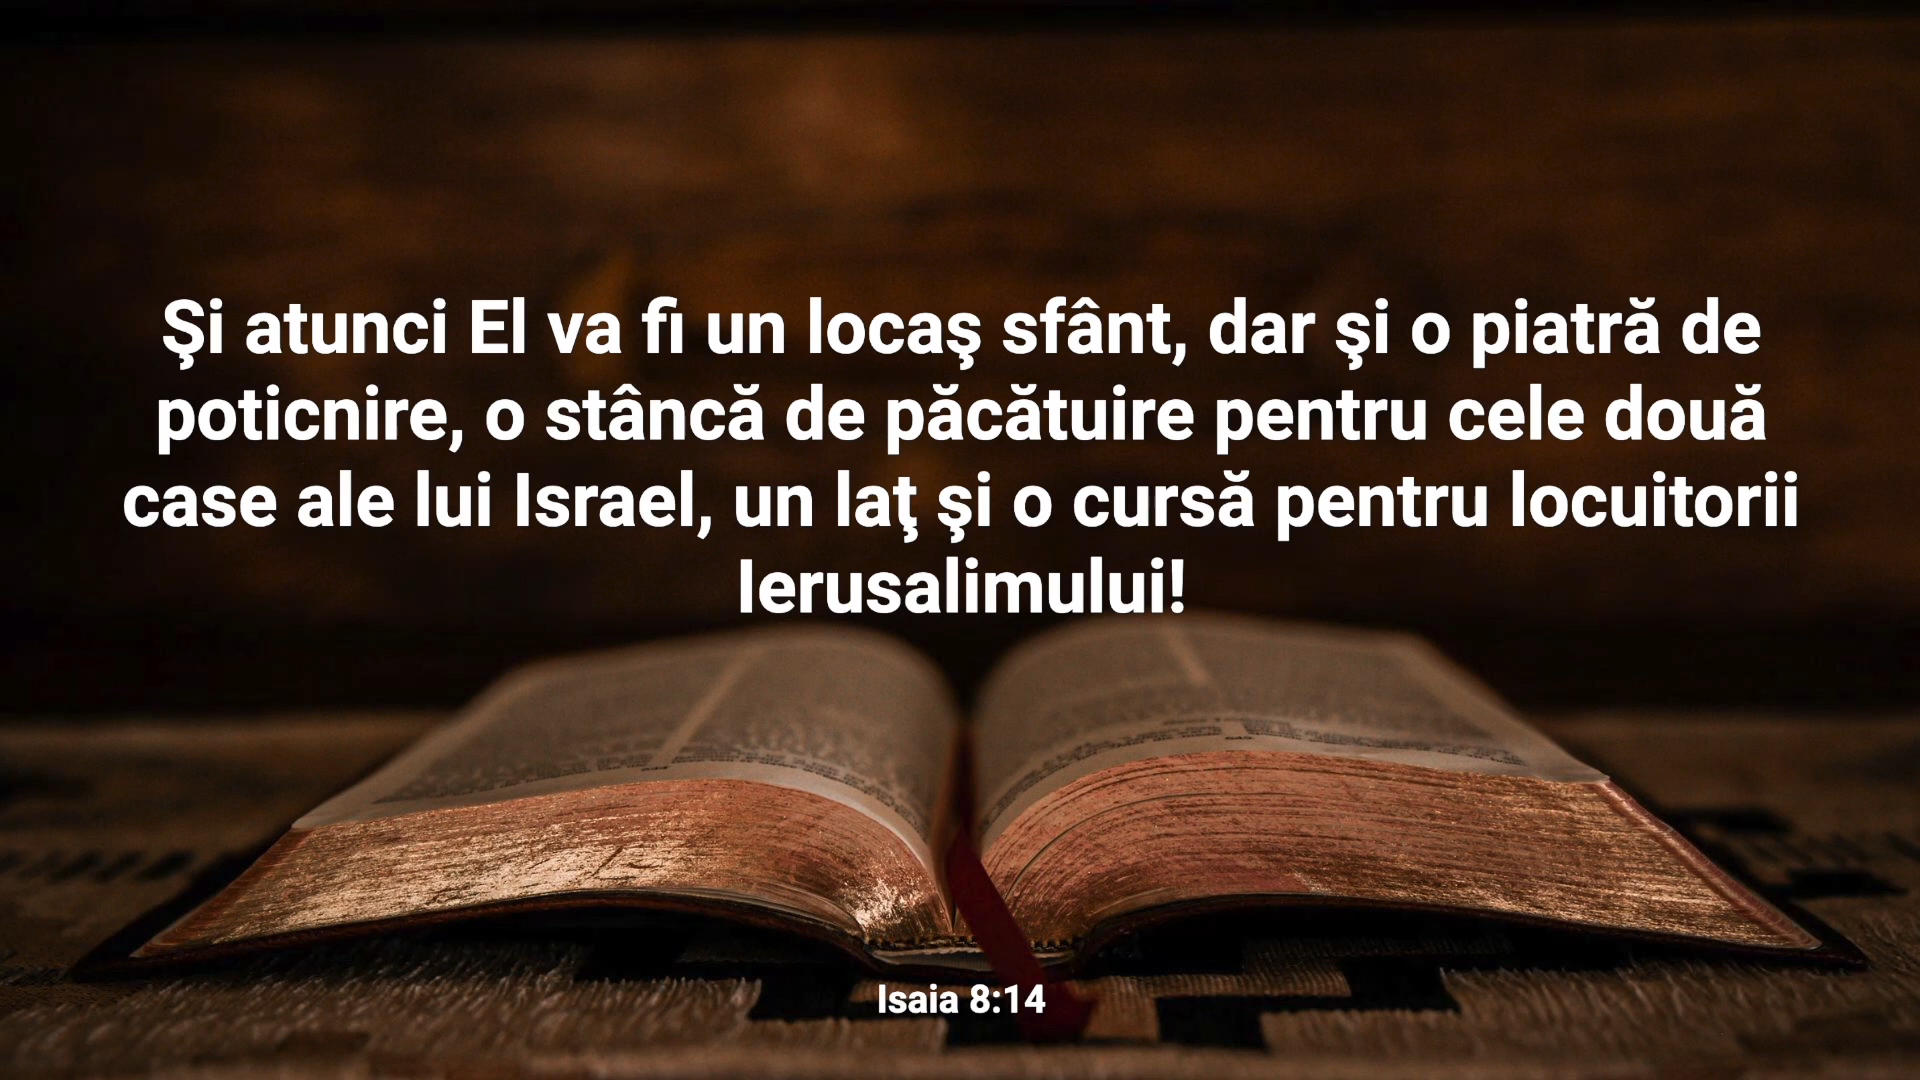 Şi atunci El va fi un locaş sfânt, dar şi o piatră de
poticnire, o stâncă de păcătuire pentru cele două
case ale lui Israel, un laţ şi o cursă pentru locuitorii
Ierusalimului!
Isaia 8:14